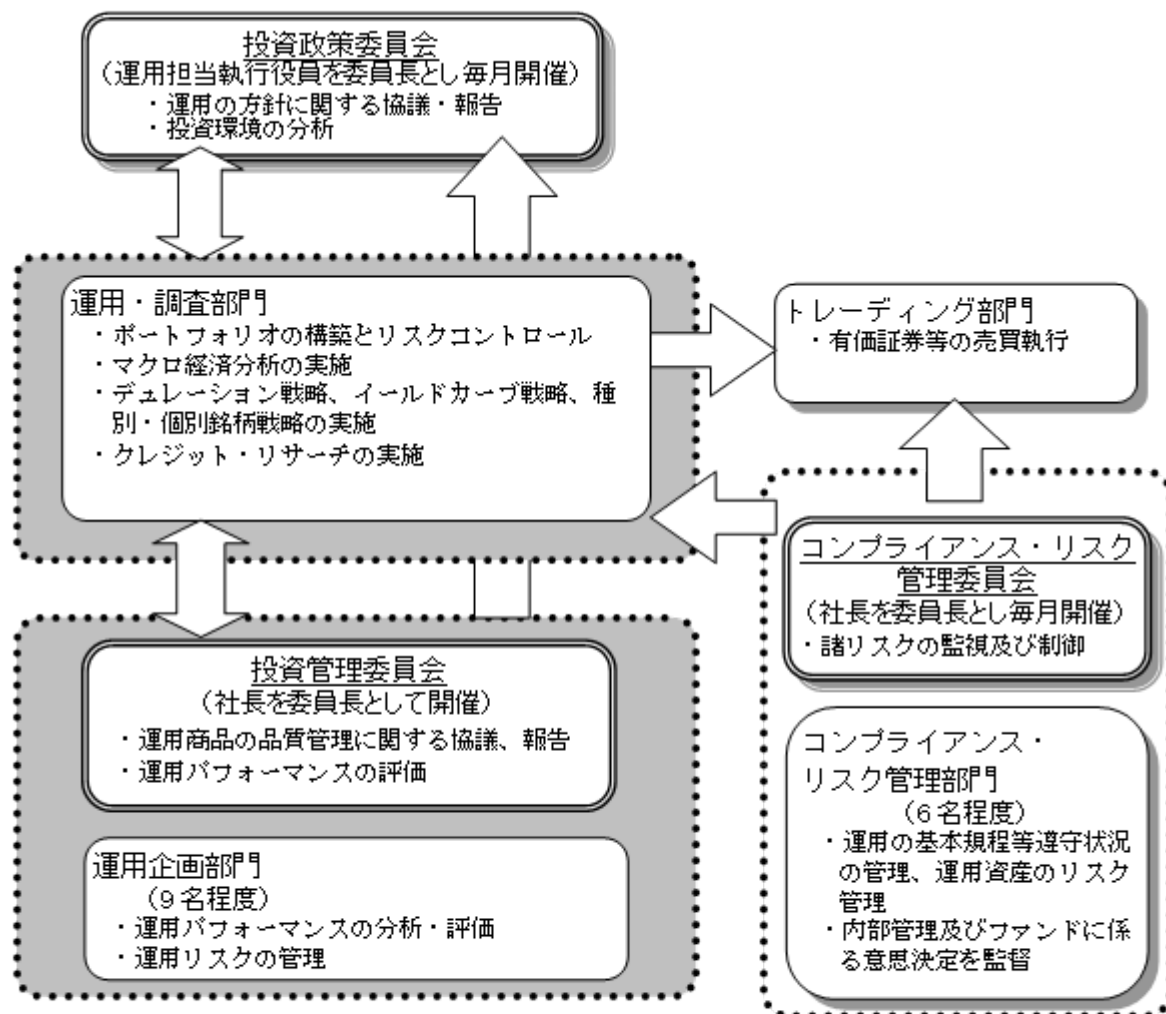 投資政策委員会
（運用担当執行役員を委員長とし毎月開催）
・運用の方針に関する協議・報告
・投資環境の分析
運用・調査部門
・ポートフォリオの構築とリスクコントロール
・マクロ経済分析の実施
・デュレーション戦略、イールドカーブ戦略、種
別・個別銘柄戦略の実施
・クレジット・リサーチの実施
トレーディング部門
・有価証券等の売買執行
コンプライアンス・リスク
管理委員会
（社長を委員長とし毎月開催）
・諸リスクの監視及び制御
投資管理委員会
（社長を委員長として開催）
・運用商品の品質管理に関する協議、報告
・運用パフォーマンスの評価
運用企画部門
（９名程度）
・運用パフォーマンスの分析・評価
・運用リスクの管理
コンプライアンス・
リスク管理部門
（６名程度）
・運用の基本規程等遵守状況
の管理、運用資産のリスク
管理
・内部管理及びファンドに係
る意思決定を監督